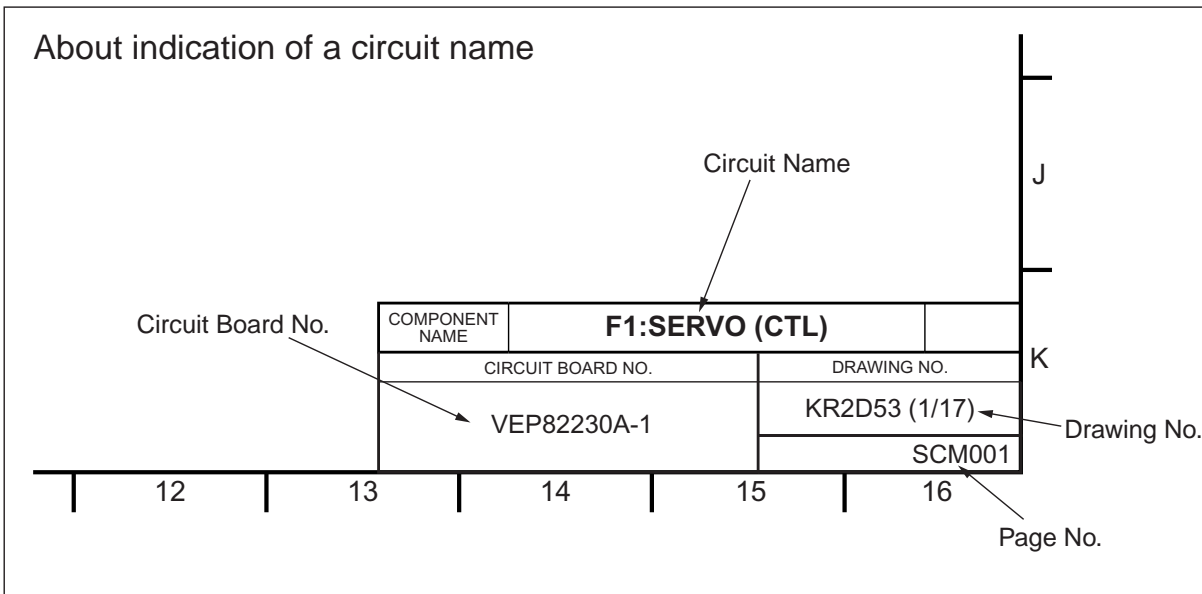 About indication of a circuit name
Circuit Name
J
Circuit Board No.
COMPONENT
NAME
F1:SERVO (CTL)
K
CIRCUIT BOARD NO.
DRAWING NO.
VEP82230A-1
KR2D53 (1/17)
Drawing No.
SCM001
12 13 14 15 16
Page No.